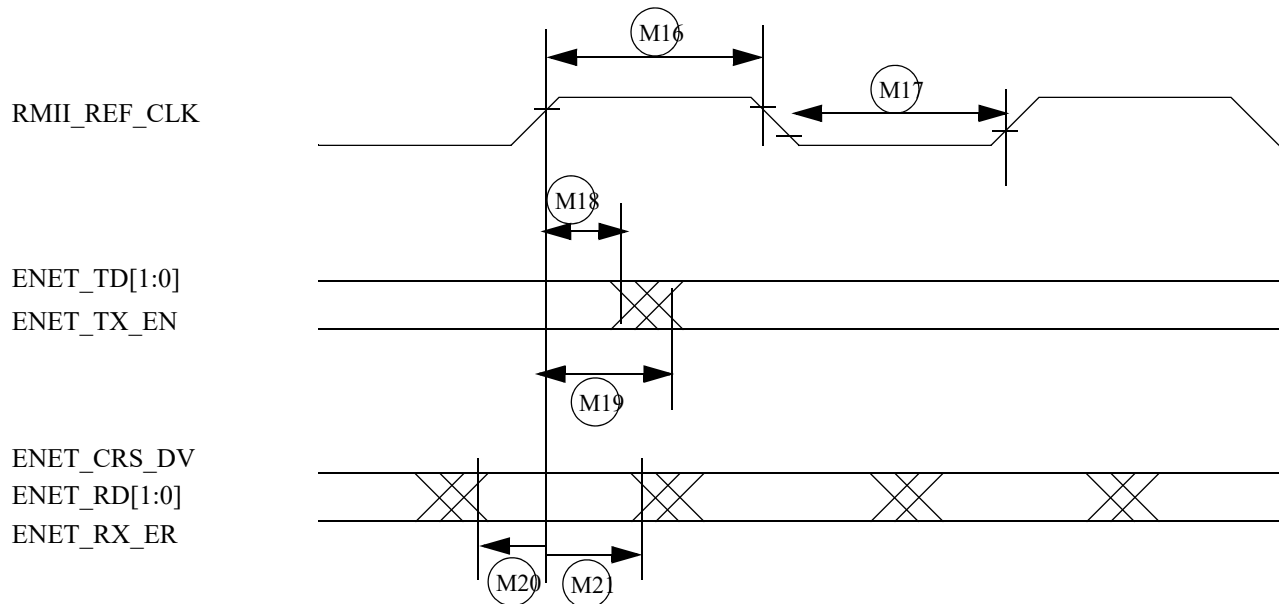 M16
M17
RMII_REF_CLK
M18
ENET_TD[1:0]
ENET_TX_EN
M19
ENET_CRS_DV
ENET_RD[1:0]
ENET_RX_ER
M20
M21